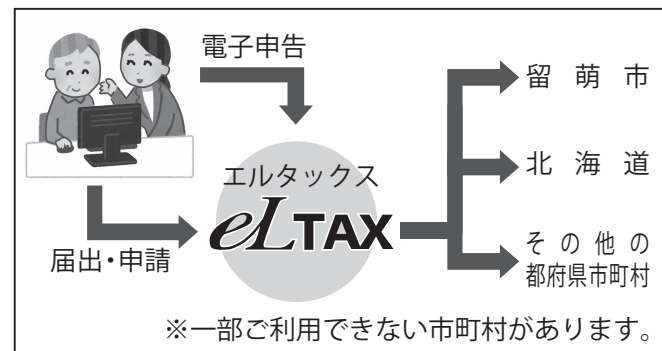 電子申告
留萌市
エルタックス
eLTAX
北海道
届出・申請
その他の
都府県市町村
※一部ご利用できない市町村があります。